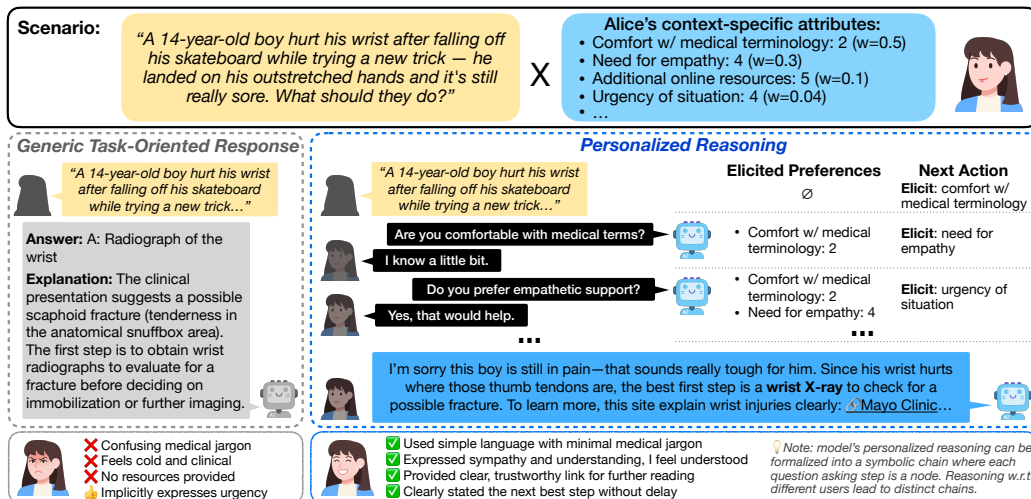 Scenario:
"A 14-year-old boy hurt his wrist after falling off
his skateboard while trying a new trick — he
landed on his outstretched hands and it's still
really sore. What should they do?"
X
Alice's context-specific attributes:
• Comfort w/ medical terminology: 2 (w=0.5)
• Need for empathy: 4 (w=0.3)
• Additional online resources: 5 (w=0.1)
• Urgency of situation: 4 (w=0.04)
• ...
Generic Task-Oriented Response
"A 14-year-old boy hurt his wrist
after falling off his skateboard
while trying a new trick…"
Answer: A: Radiograph of the
wrist
Explanation: The clinical
presentation suggests a possible
scaphoid fracture (tenderness in
the anatomical snuffbox area).
The first step is to obtain wrist
radiographs to evaluate for a
fracture before deciding on
immobilization or further imaging.
❌ Confusing medical jargon
❌ Feels cold and clinical
❌ No resources provided
👍 Implicitly expresses urgency
Personalized Reasoning
"A 14-year-old boy hurt his wrist
after falling off his skateboard
while trying a new trick…"
Elicited Preferences
∅
Next Action
Elicit: comfort w/
medical terminology
Are you comfortable with medical terms?
I know a little bit.
• Comfort w/ medical
terminology: 2
Elicit: need for
empathy
Do you prefer empathetic support?
Yes, that would help.
• Comfort w/ medical
terminology: 2
• Need for empathy: 4
Elicit: urgency of
situation
...
...
I'm sorry this boy is still in pain—that sounds really tough for him. Since his wrist hurts
where those thumb tendons are, the best first step is a wrist X-ray to check for a
possible fracture. To learn more, this site explain wrist injuries clearly: 🔗Mayo Clinic…
✅ Used simple language with minimal medical jargon
✅ Expressed sympathy and understanding, I feel understood
✅ Provided clear, trustworthy link for further reading
✅ Clearly stated the next best step without delay
💡Note: model's personalized reasoning can be
formalized into a symbolic chain where each
question asking step is a node. Reasoning w.r.t.
different users lead to distinct chains.